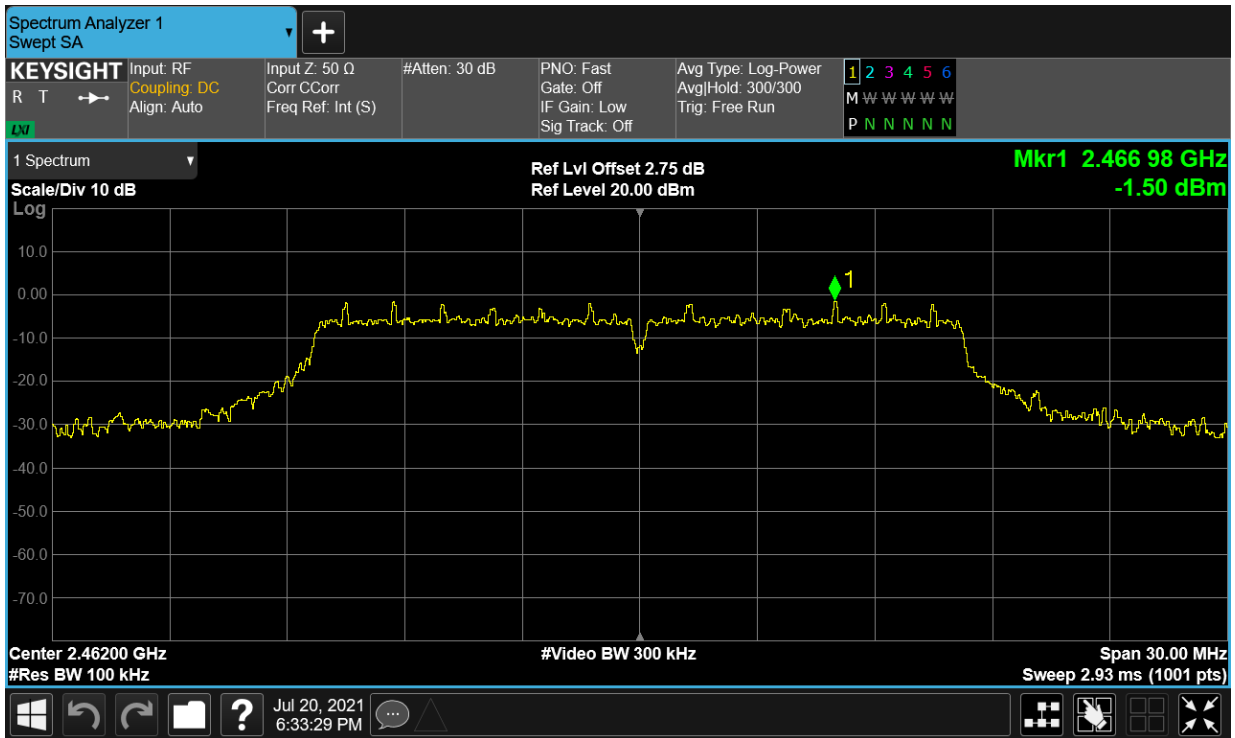 Spectrum Analyzer 1
Swept SA
KEYSIGHT
R T
LXI
Input: RF
Coupling: DC
Align: Auto
Input Z: 50 Ω
Corr CCorr
Freq Ref: Int (S)
#Atten: 30 dB
PNO: Fast
Gate: Off
IF Gain: Low
Sig Track: Off
Avg Type: Log-Power
Avg|Hold: 300/300
Trig: Free Run
1 2 3 4 5 6
M W W W W W
P N N N N N
1 Spectrum
Scale/Div 10 dB
Log
Ref Lvl Offset 2.75 dB
Ref Level 20.00 dBm
Mkr1 2.466 98 GHz
-1.50 dBm
10.0
0.00
-10.0
-20.0
-30.0
-40.0
-50.0
-60.0
-70.0
1
Center 2.46200 GHz
#Res BW 100 kHz
#Video BW 300 kHz
Span 30.00 MHz
Sweep 2.93 ms (1001 pts)
?
Jul 20, 2021
6:33:29 PM